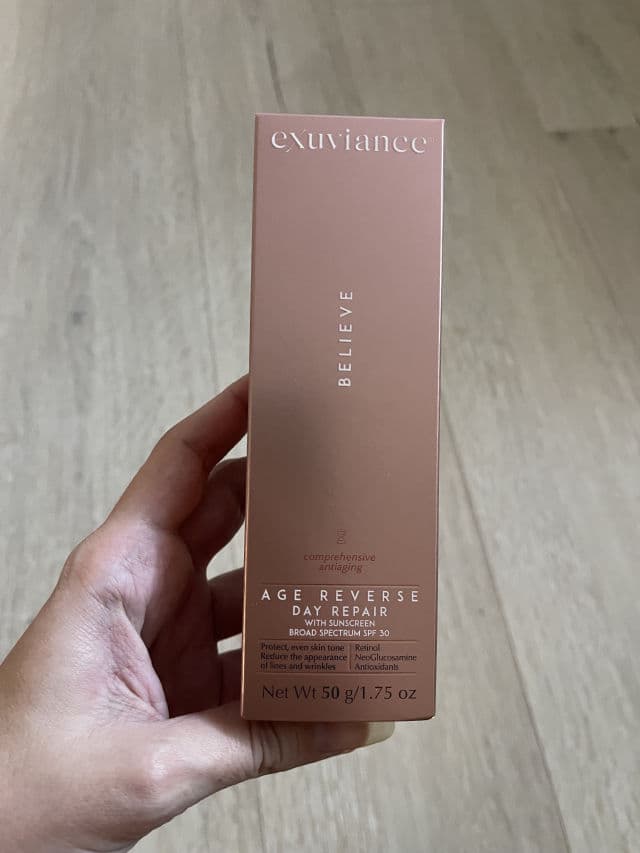 exuviance
BELIEVE
comprehensive
antiaging
AGE REVERSE
DAY REPAIR
WITH SUNSCREEN
BROAD SPECTRUM SPF 30
Protect, even skin tone
Reduce the appearance
of lines and wrinkles
Retinol
NeoGlucosamine
Antioxidants
Net Wt 50 g/1.75 oz